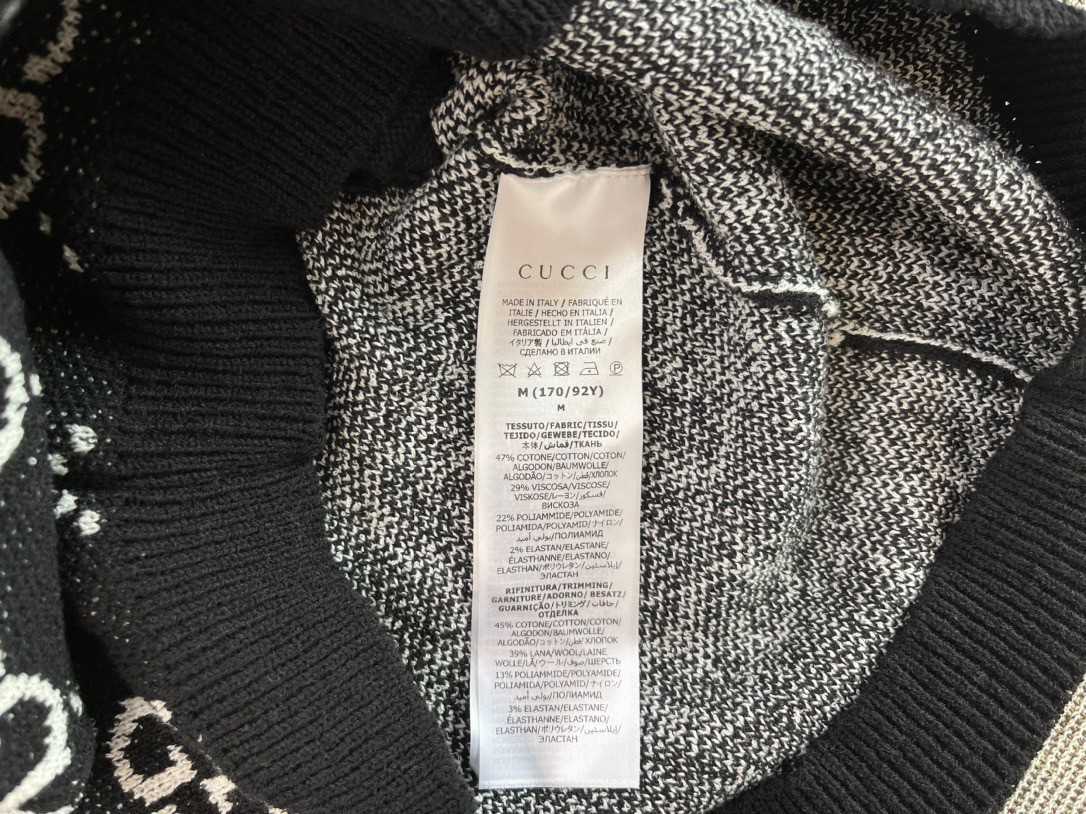 CUCCI
MADE IN ITALY / FABRIQUÉ EN
ITALIE / HECHO EN ITALIA /
HERGESTELLT IN ITALIEN /
FABRICADO EM ITÁLIA /
イタリア製 / صنع في ايطاليا /
СДЕЛАНО В ИТАЛИИ
P
M (170/92Y)
M
TESSUTO/FABRIC/TISSU/
TEJIDO/GEWEBE/TECIDO/
本体/قماش/ТКАНЬ
47% COTONE/COTTON/COTON/
ALGODON/BAUMWOLLE/
ALGODÃO/コットン/قطن/ХЛОПОК
29% VISCOSA/VISCOSE/
VISKOSE/レーヨン/فسكوز/
ВИСКОЗА
22% POLIAMMIDE/POLYAMIDE/
POLIAMIDA/POLYAMID/ナイロン/
بولي أميد/ПОЛИАМИД
2% ELASTAN/ELASTANE/
ÉLASTHANNE/ELASTANO/
ELASTHAN/ポリウレタン/إيلاستين/
ЭЛАСТАН
RIFINITURA/TRIMMING/
GARNITURE/ADORNO/ BESATZ/
GUARNIÇÃO/トリミング/حافات/
ОТДЕЛКА
45% COTONE/COTTON/COTON/
ALGODON/BAUMWOLLE/
ALGODÃO/コットン/قطن/ХЛОПОК
39% LANA/WOOL/LAINE
WOLLE/LÃ/ウール/صوف/ШЕРСТЬ
13% POLIAMMIDE/POLYAMIDE/
POLIAMIDA/POLYAMID/ナイロン/
بولي أميد/ПОЛИАМИД
3% ELASTAN/ELASTANE/
ÉLASTHANNE/ELASTANO/
ELASTHAN/ポリウレタン/إيلاستين/
ЭЛАСТАН